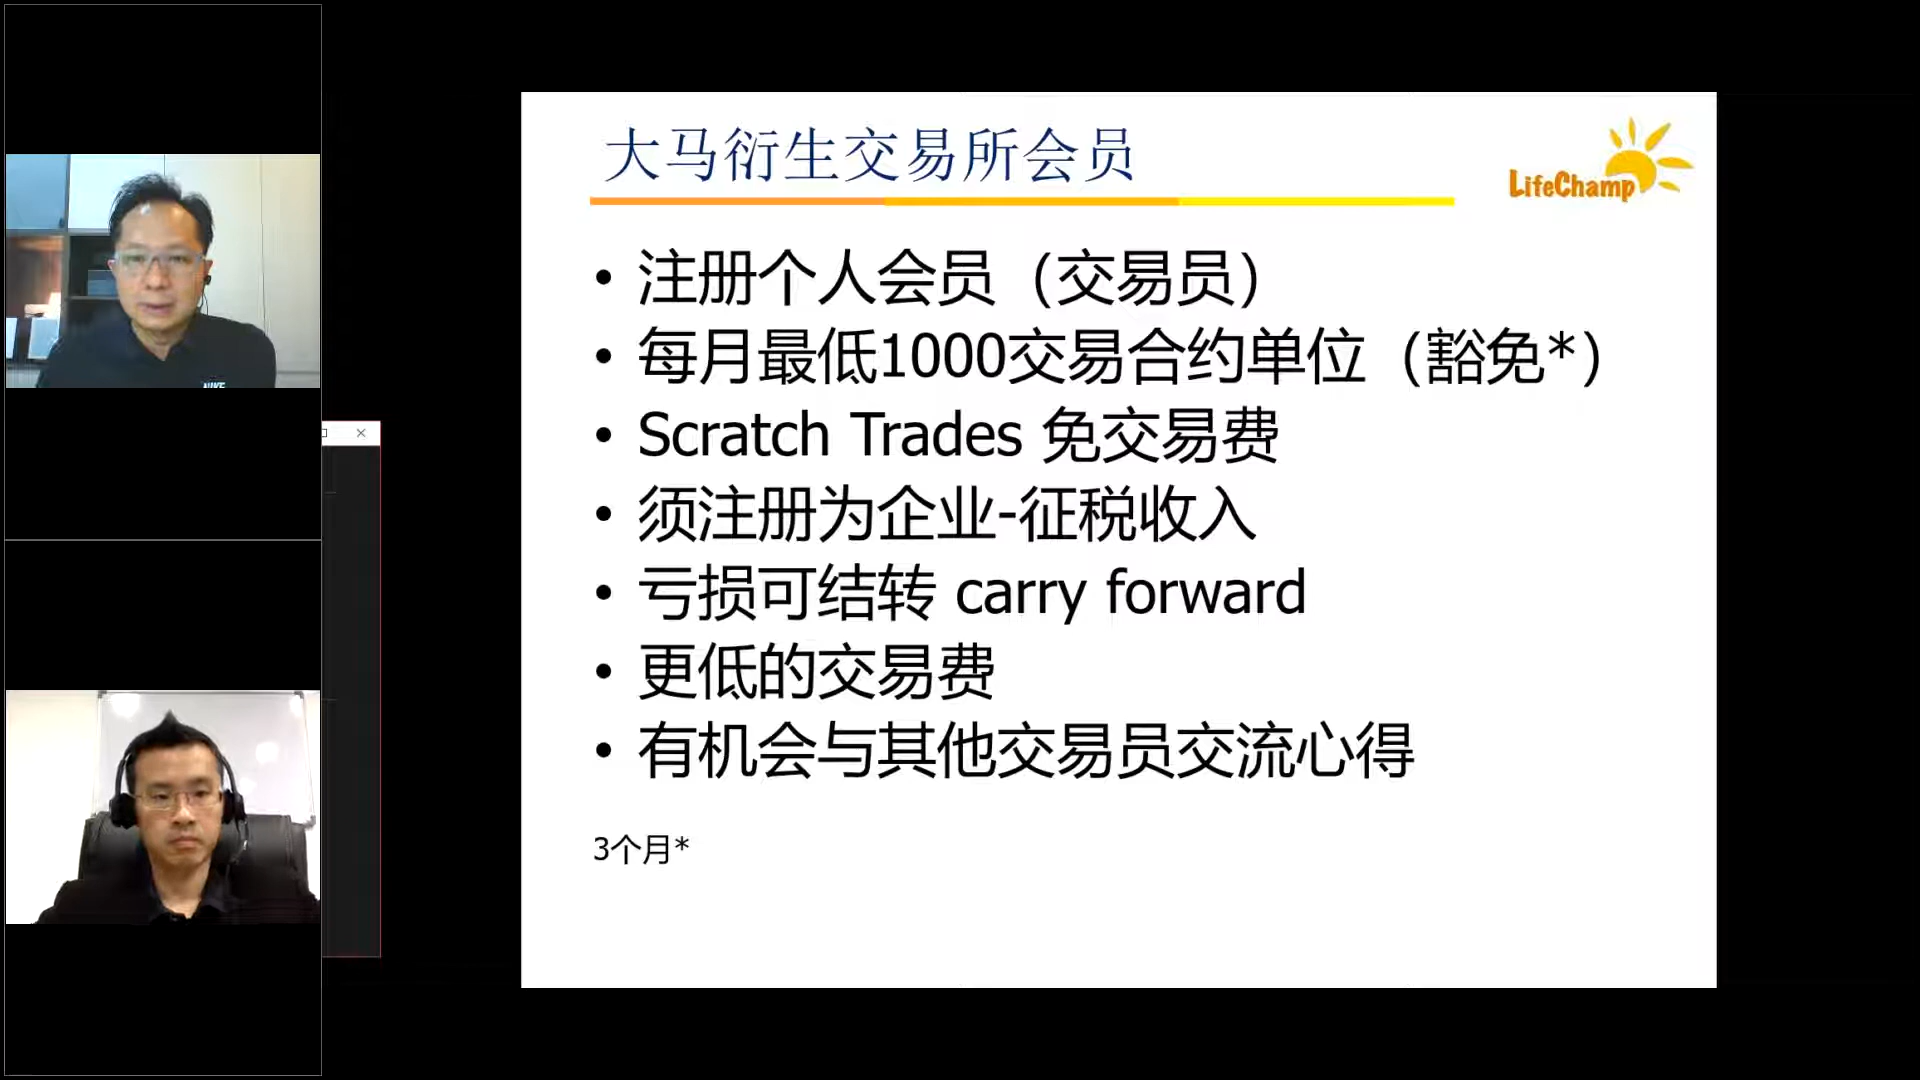 大马衍生交易所会员
LifeChamp
• 注册个人会员（交易员）
• 每月最低1000交易合约单位（豁免*）
• Scratch Trades 免交易费
• 须注册为企业-征税收入
• 亏损可结转 carry forward
• 更低的交易费
• 有机会与其他交易员交流心得
3个月*
NIKE